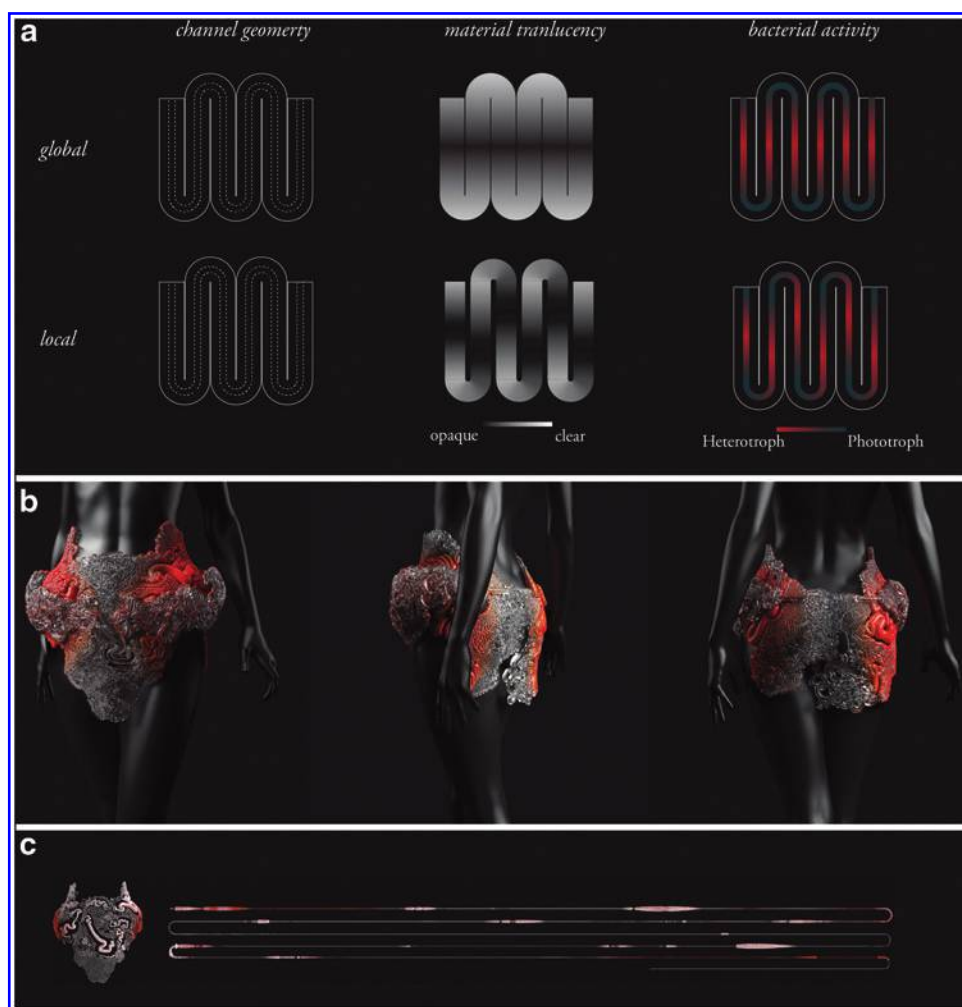 a
channel geomerty material tranlucency bacterial activity
global
local
opaque clear
Heterotroph Phototroph
b
c